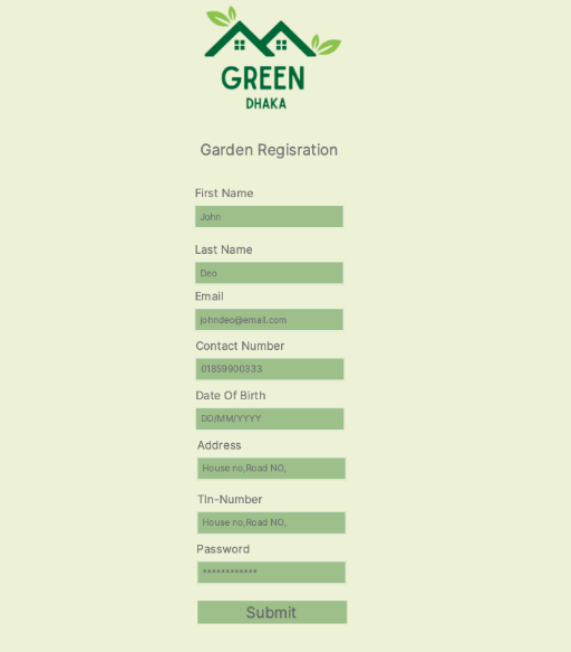 GREEN
DHAKA
Garden Regisration
First Name
John
Last Name
Deo
Email
johndeo@email.com
Contact Number
01859900333
Date Of Birth
DD/MM/YYYY
Address
House no,Road NO,
TIn-Number
House no,Road NO,
Password
************
Submit